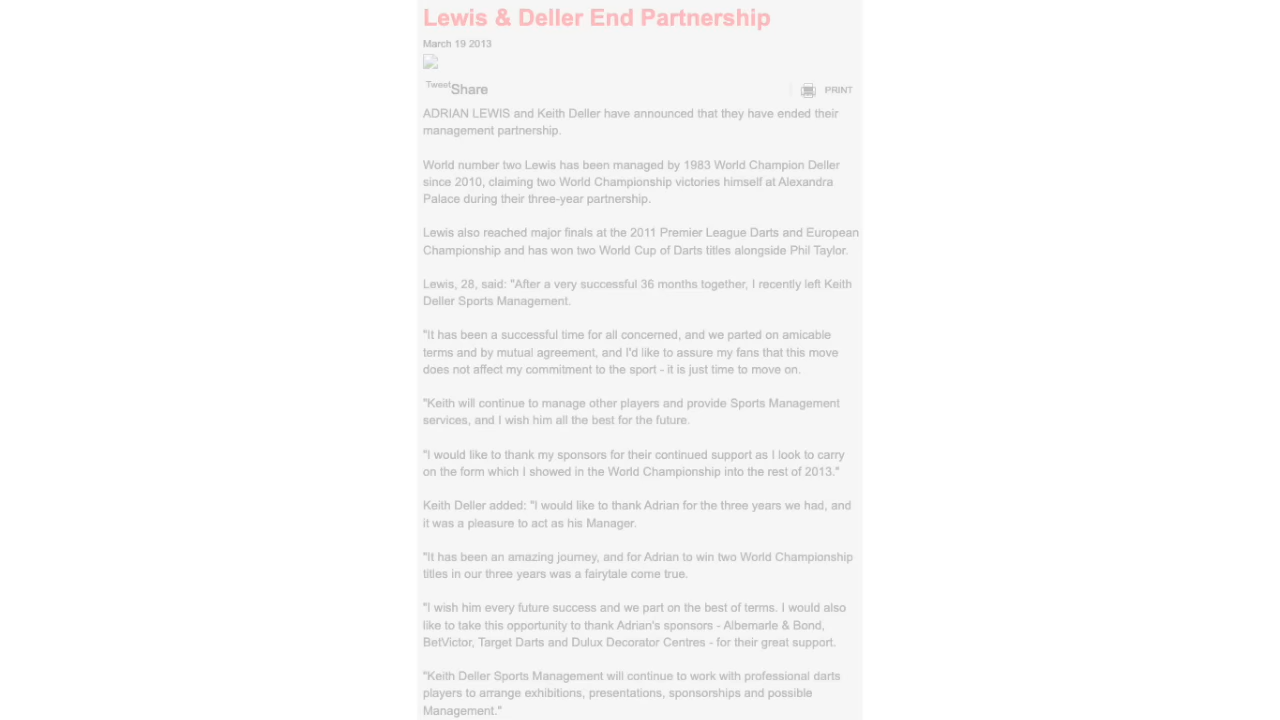 Lewis & Deller End Partnership
March 19 2013
Tweet Share
PRINT
ADRIAN LEWIS and Keith Deller have announced that they have ended their
management partnership.
World number two Lewis has been managed by 1983 World Champion Deller
since 2010, claiming two World Championship victories himself at Alexandra
Palace during their three-year partnership.
Lewis also reached major finals at the 2011 Premier League Darts and European
Championship and has won two World Cup of Darts titles alongside Phil Taylor.
Lewis, 28, said: "After a very successful 36 months together, I recently left Keith
Deller Sports Management.
"It has been a successful time for all concerned, and we parted on amicable
terms and by mutual agreement, and I'd like to assure my fans that this move
does not affect my commitment to the sport - it is just time to move on.
"Keith will continue to manage other players and provide Sports Management
services, and I wish him all the best for the future.
"I would like to thank my sponsors for their continued support as I look to carry
on the form which I showed in the World Championship into the rest of 2013."
Keith Deller added: "I would like to thank Adrian for the three years we had, and
it was a pleasure to act as his Manager.
"It has been an amazing journey, and for Adrian to win two World Championship
titles in our three years was a fairytale come true.
"I wish him every future success and we part on the best of terms. I would also
like to take this opportunity to thank Adrian's sponsors - Albemarle & Bond,
BetVictor, Target Darts and Dulux Decorator Centres - for their great support.
"Keith Deller Sports Management will continue to work with professional darts
players to arrange exhibitions, presentations, sponsorships and possible
Management."